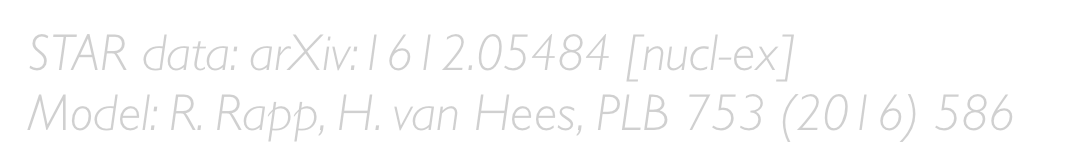 STAR data: arXiv:1612.05484 [nucl-ex]
Model: R. Rapp, H. van Hees, PLB 753 (2016) 586